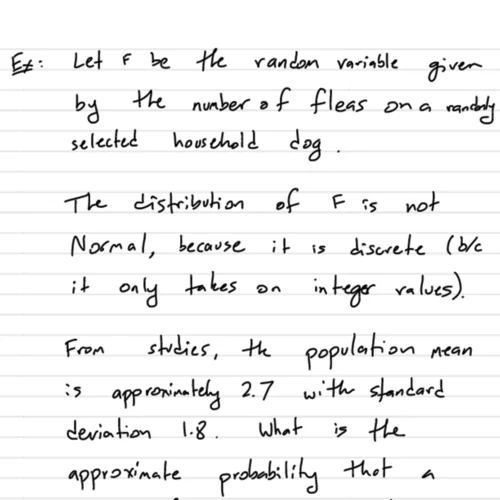 Ex: Let F be the random variable given
by the number of fleas on a randomly
selected household dog.
The distribution of F is not
Normal, because it is discrete (b/c
it only takes on integer values).
From studies, the population mean
is approximately 2.7 with standard
deviation 1.8. What is the
approximate probability that a